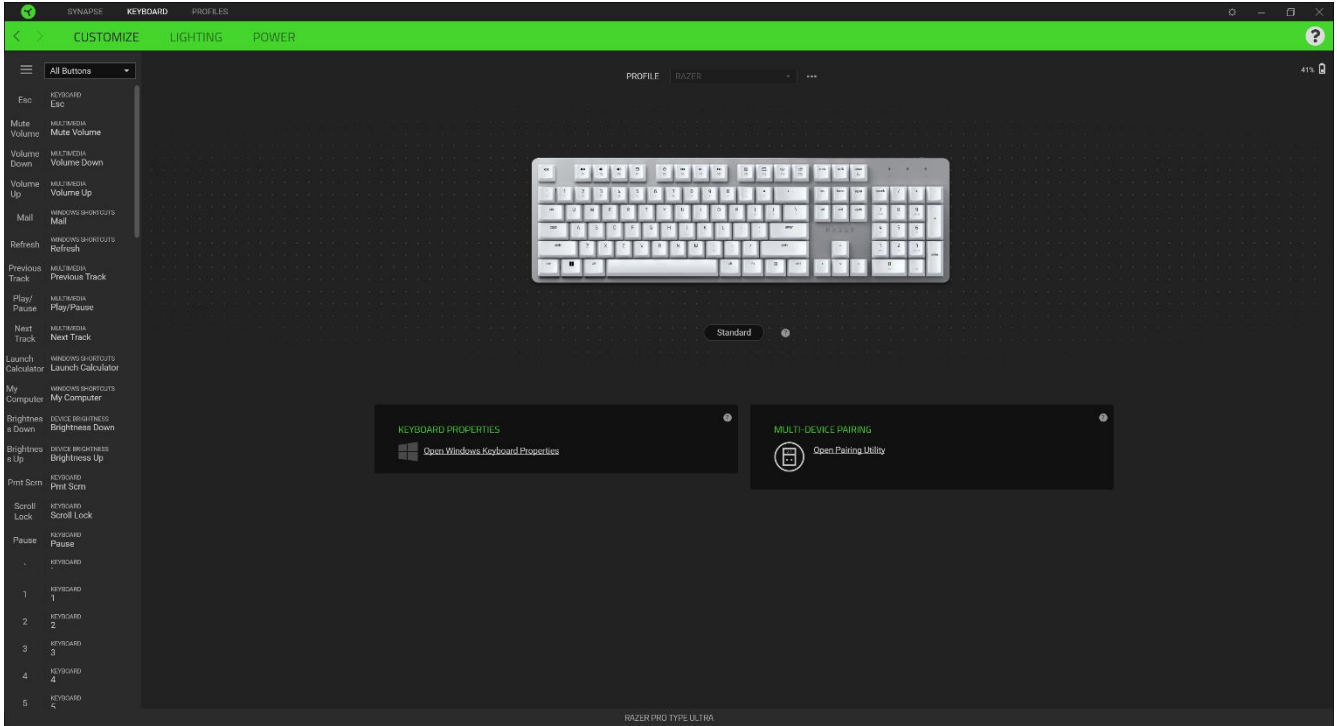 SYNAPSE KEYBOARD PROFILES
CUSTOMIZE LIGHTING POWER
?
All Buttons
PROFILE RAZER
41%
Esc KEYBOARD
Esc
Mute Volume MULTIMEDIA
Mute Volume
Volume Down MULTIMEDIA
Volume Down
Volume Up MULTIMEDIA
Volume Up
Mail WINDOWS SHORTCUTS
Mail
Refresh WINDOWS SHORTCUTS
Refresh
Previous Track MULTIMEDIA
Previous Track
Play/Pause MULTIMEDIA
Play/Pause
Next Track MULTIMEDIA
Next Track
Launch Calculator WINDOWS SHORTCUTS
Launch Calculator
My Computer WINDOWS SHORTCUTS
My Computer
Brightness Down DEVICE BRIGHTNESS
Brightness Down
Brightness Up DEVICE BRIGHTNESS
Brightness Up
Prnt Scrn KEYBOARD
Prnt Scrn
Scroll Lock KEYBOARD
Scroll Lock
Pause KEYBOARD
Pause
` KEYBOARD
`
1 KEYBOARD
1
2 KEYBOARD
2
3 KEYBOARD
3
4 KEYBOARD
4
5 KEYBOARD
5
RAZER
Standard ?
KEYBOARD PROPERTIES ?
Open Windows Keyboard Properties
MULTI-DEVICE PAIRING ?
Open Pairing Utility
RAZER PRO TYPE ULTRA